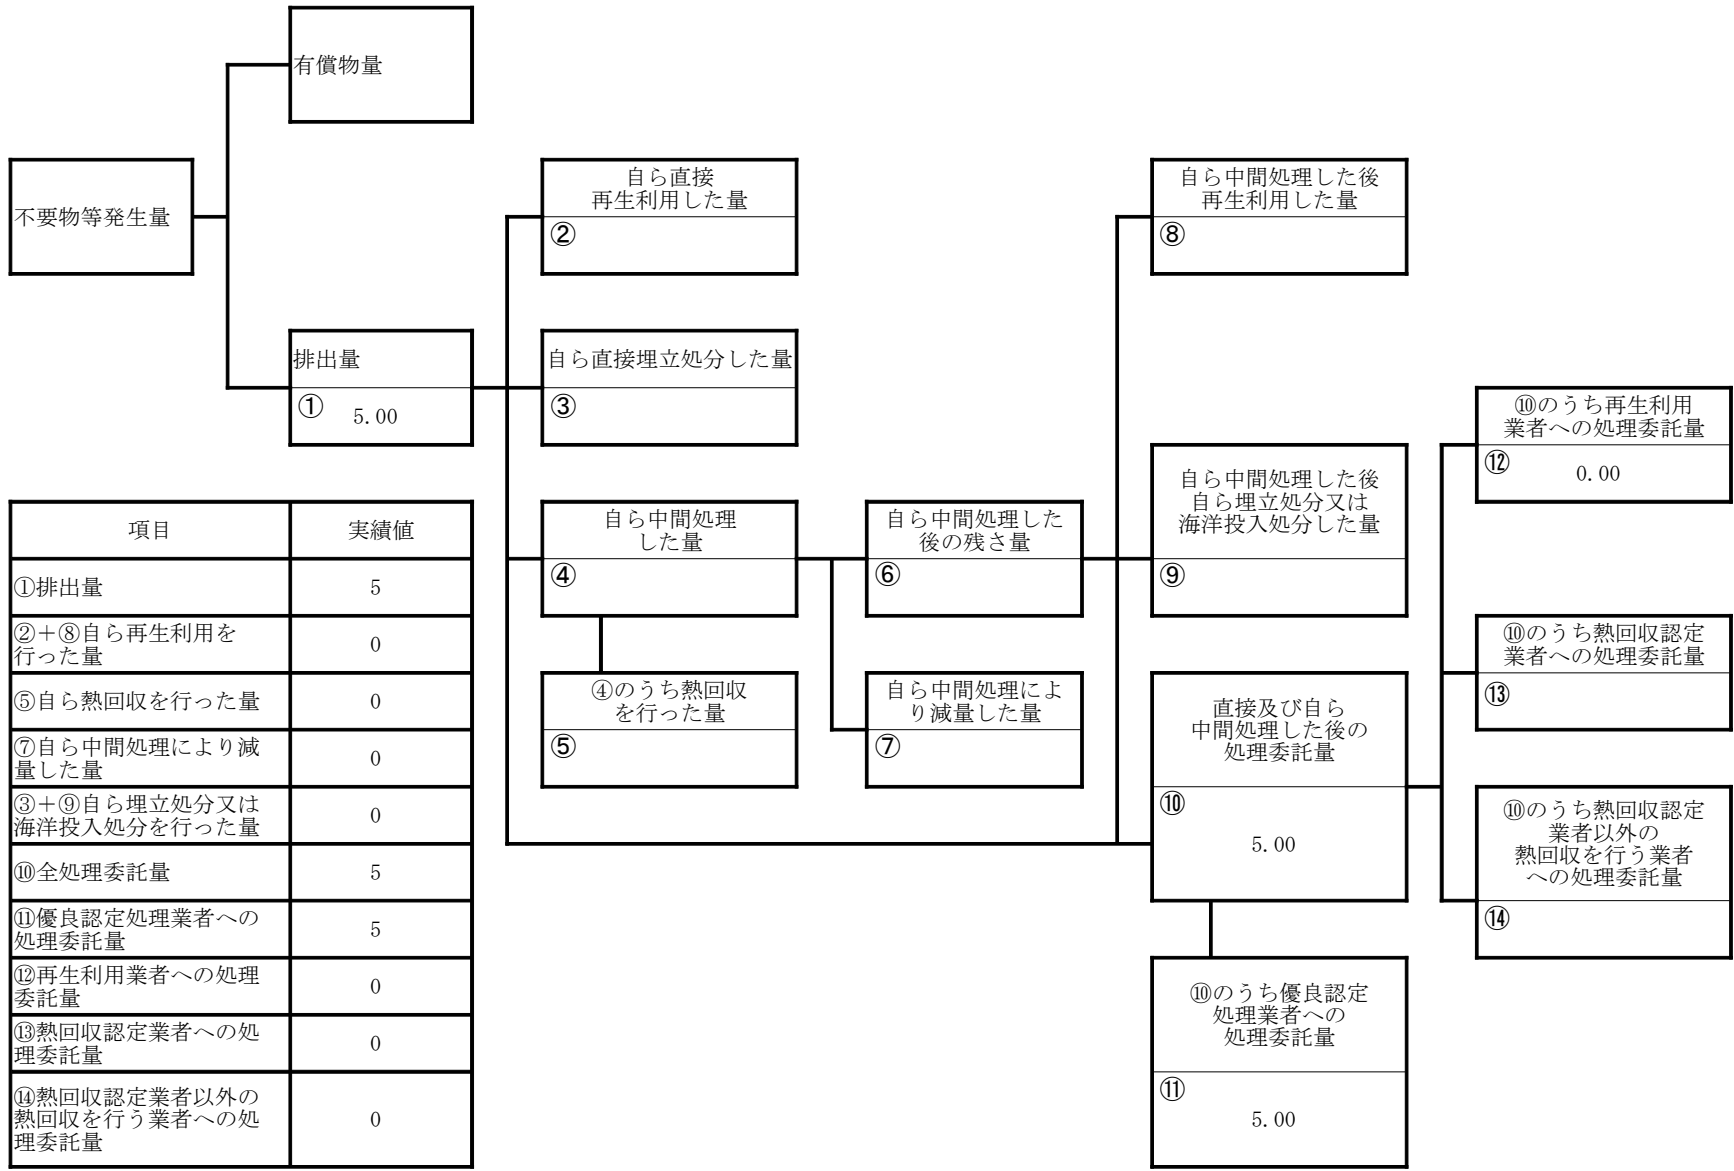 有償物量
不要物等発生量
自ら直接
再生利用した量
②
自ら中間処理した後
再生利用した量
⑧
排出量
①
5.00
自ら直接埋立処分した量
③
⑩のうち再生利用
業者への処理委託量
⑫
0.00
自ら中間処理
した量
④
自ら中間処理した
後の残さ量
⑥
自ら中間処理した後
自ら埋立処分又は
海洋投入処分した量
⑨
⑩のうち熱回収認定
業者への処理委託量
⑬
④のうち熱回収
を行った量
⑤
自ら中間処理によ
り減量した量
⑦
直接及び自ら
中間処理した後の
処理委託量
⑩
5.00
⑩のうち熱回収認定
業者以外の
熱回収を行う業者
への処理委託量
⑭
⑩のうち優良認定
処理業者への
処理委託量
⑪
5.00
項目 実績値
①排出量 5
②+⑧自ら再生利用を
行った量 0
⑤自ら熱回収を行った量 0
⑦自ら中間処理により減
量した量 0
③+⑨自ら埋立処分又は
海洋投入処分を行った量 0
⑩全処理委託量 5
⑪優良認定処理業者への
処理委託量 5
⑫再生利用業者への処理
委託量 0
⑬熱回収認定業者への処
理委託量 0
⑭熱回収認定業者以外の
熱回収を行う業者への処
理委託量 0